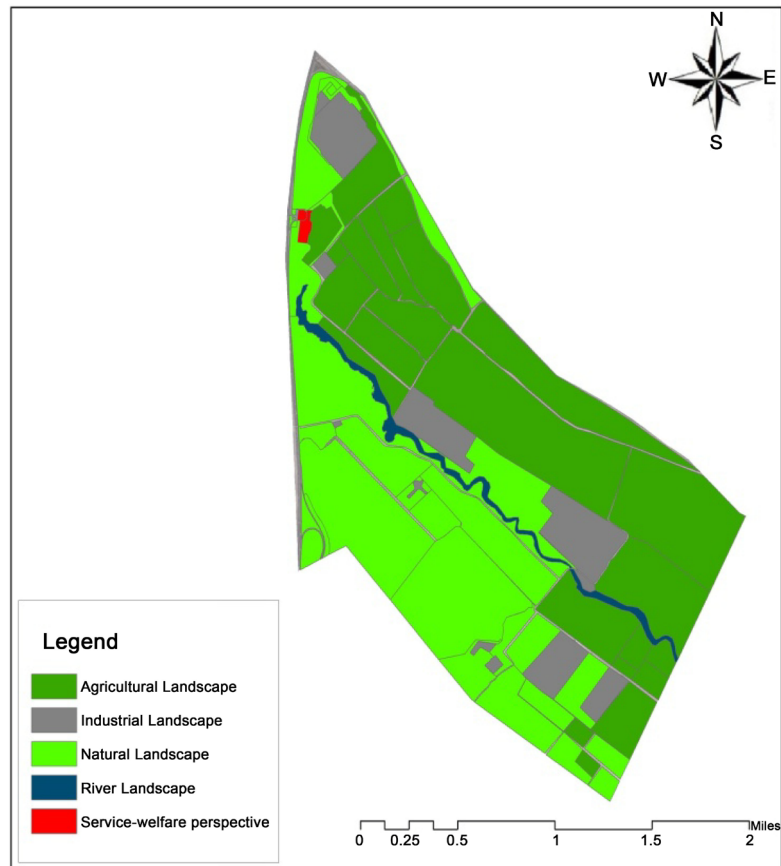 N
W E
S
Legend
Agricultural Landscape
Industrial Landscape
Natural Landscape
River Landscape
Service-welfare perspective
Miles
0 0.25 0.5 1 1.5 2